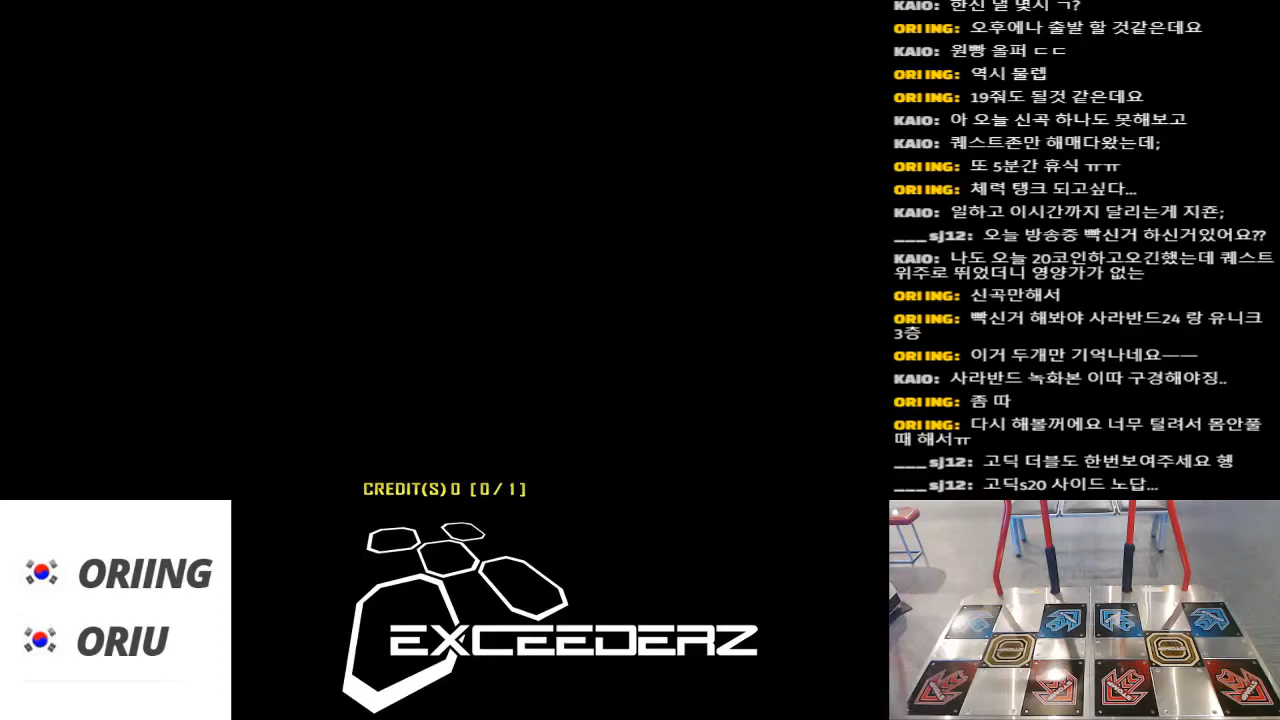 KAIO: 한신 낼 몇시 ㄱ?
ORIING: 오후에나 출발 할 것같은데요
KAIO: 원빵 올퍼 ㄷㄷ
ORIING: 역시 물렙
ORIING: 19줘도 될것 같은데요
KAIO: 아 오늘 신곡 하나도 못해보고
KAIO: 퀘스트존만 해매다왔는데;
ORIING: 또 5분간 휴식 ㅠㅠ
ORIING: 체력 탱크 되고싶다...
KAIO: 일하고 이시간까지 달리는게 지죤;
___sj12: 오늘 방송중 빡신거 하신거있어요??
KAIO: 나도 오늘 20코인하고오긴했는데 퀘스트
위주로 뛰었더니 영양가가 없는
ORIING: 신곡만해서
ORIING: 빡신거 해봐야 사라반드24 랑 유니크
3층
ORIING: 이거 두개만 기억나네요ㅡㅡ
KAIO: 사라반드 녹화본 이따 구경해야징..
ORIING: 좀 따
ORIING: 다시 해볼꺼에요 너무 털려서 몸안풀
때 해서ㅠ
___sj12: 고딕 더블도 한번보여주세요 헹
___sj12: 고딕s20 사이드 노답...
CREDIT(S) 0 [0/1]
EXCEEDERZ
ORIING
ORIU